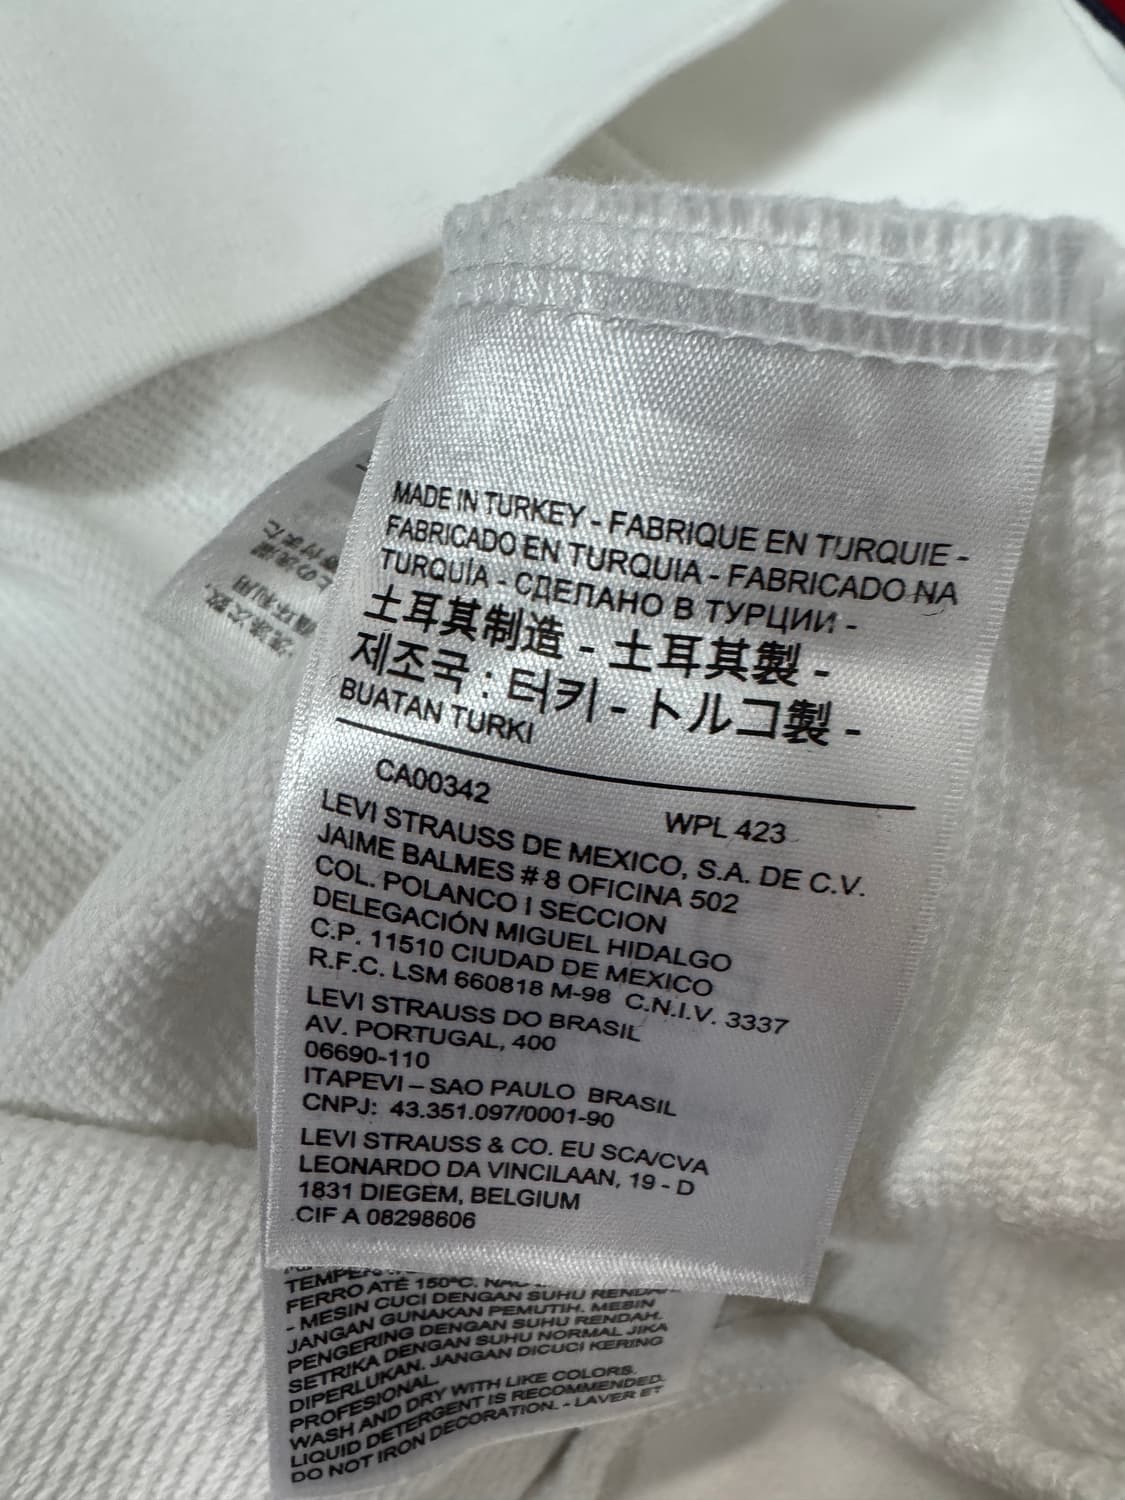 MADE IN TURKEY - FABRIQUE EN TURQUIE -
FABRICADO EN TURQUIA - FABRICADO NA
TURQUÍA - СДЕЛАНО В ТУРЦИИ -
土耳其制造 - 土耳其製 -
제조국 : 터키 - トルコ製 -
BUATAN TURKI
CA00342
WPL 423
LEVI STRAUSS DE MEXICO, S.A. DE C.V.
JAIME BALMES # 8 OFICINA 502
COL. POLANCO I SECCION
DELEGACIÓN MIGUEL HIDALGO
C.P. 11510 CIUDAD DE MEXICO
R.F.C. LSM 660818 M-98 C.N.I.V. 3337
LEVI STRAUSS DO BRASIL
AV. PORTUGAL, 400
06690-110
ITAPEVI – SAO PAULO BRASIL
CNPJ: 43.351.097/0001-90
LEVI STRAUSS & CO. EU SCA/CVA
LEONARDO DA VINCILAAN, 19 - D
1831 DIEGEM, BELGIUM
CIF A 08298606
FERRO ATÉ 150ºC.
- MESIN CUCI DENGAN SUHU RENDAH.
JANGAN GUNAKAN PEMUTIH. MESIN
PENGERING DENGAN SUHU RENDAH.
SETRIKA DENGAN SUHU NORMAL JIKA
DIPERLUKAN. JANGAN DICUCI KERING
PROFESIONAL.
WASH AND DRY WITH LIKE COLORS.
LIQUID DETERGENT IS RECOMMENDED.
DO NOT IRON DECORATION. - LAVER ET